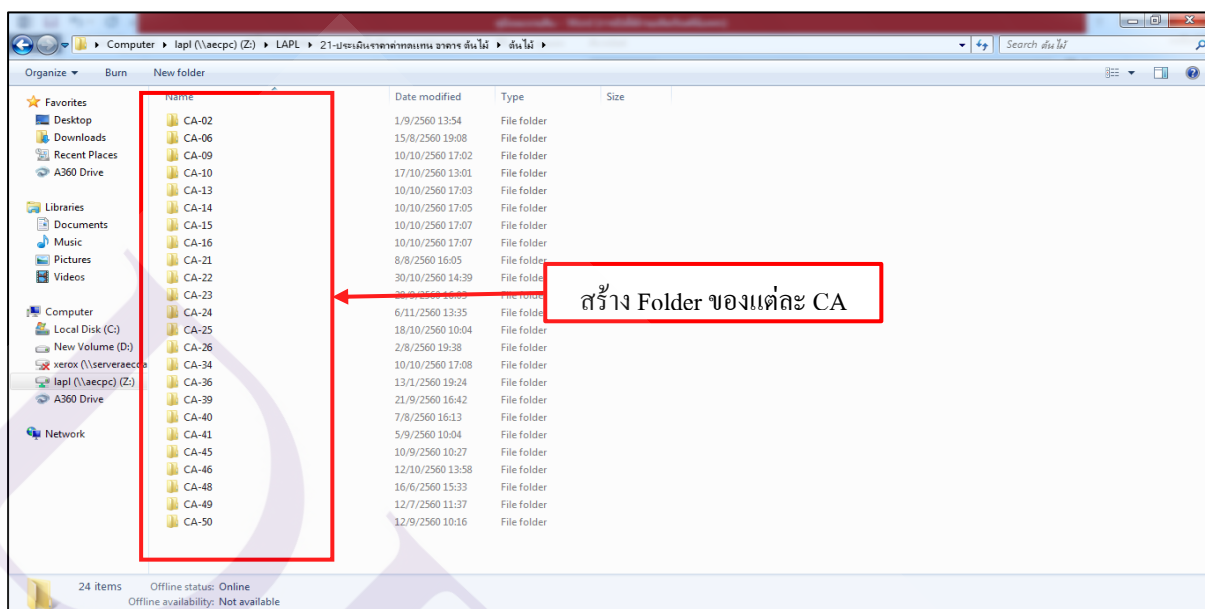 Computer ▸ lapl (\\aecpc) (Z:) ▸ LAPL ▸ 21-ประเมินราคาค่าทดแทน อาคาร ต้นไม้ ▸ ต้นไม้ ▸
Search ต้นไม้
Organize Burn New folder
Name Date modified Type Size
Favorites
Desktop
Downloads
Recent Places
A360 Drive
Libraries
Documents
Music
Pictures
Videos
Computer
Local Disk (C:)
New Volume (D:)
xerox (\\serveraecda
lapl (\\aecpc) (Z:)
A360 Drive
Network
CA-02 1/9/2560 13:54 File folder
CA-06 15/8/2560 19:08 File folder
CA-09 10/10/2560 17:02 File folder
CA-10 17/10/2560 13:01 File folder
CA-13 10/10/2560 17:03 File folder
CA-14 10/10/2560 17:05 File folder
CA-15 10/10/2560 17:07 File folder
CA-16 10/10/2560 17:07 File folder
CA-21 8/8/2560 16:05 File folder
CA-22 30/10/2560 14:39 File folder
CA-23 File folder
CA-24 6/11/2560 13:35 File folder
CA-25 18/10/2560 10:04 File folder
CA-26 2/8/2560 19:38 File folder
CA-34 10/10/2560 17:08 File folder
CA-36 13/1/2560 19:24 File folder
CA-39 21/9/2560 16:42 File folder
CA-40 7/8/2560 16:13 File folder
CA-41 5/9/2560 10:04 File folder
CA-45 10/9/2560 10:27 File folder
CA-46 12/10/2560 13:58 File folder
CA-48 16/6/2560 15:33 File folder
CA-49 12/7/2560 11:37 File folder
CA-50 12/9/2560 10:16 File folder
สร้าง Folder ของแต่ละ CA
24 items Offline status: Online
Offline availability: Not available